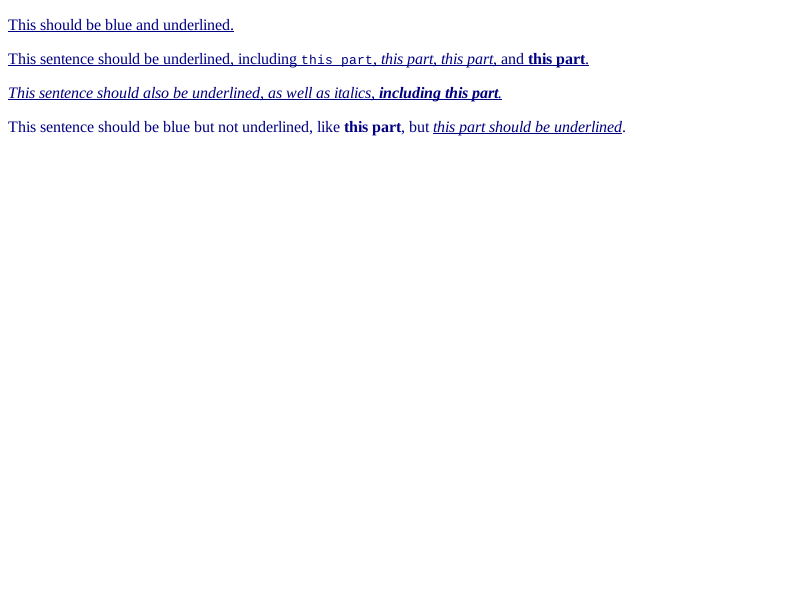 This should be blue and underlined.
This sentence should be underlined, including this part, this part, this part, and this part.
This sentence should also be underlined, as well as italics, including this part.
This sentence should be blue but not underlined, like this part, but this part should be underlined.